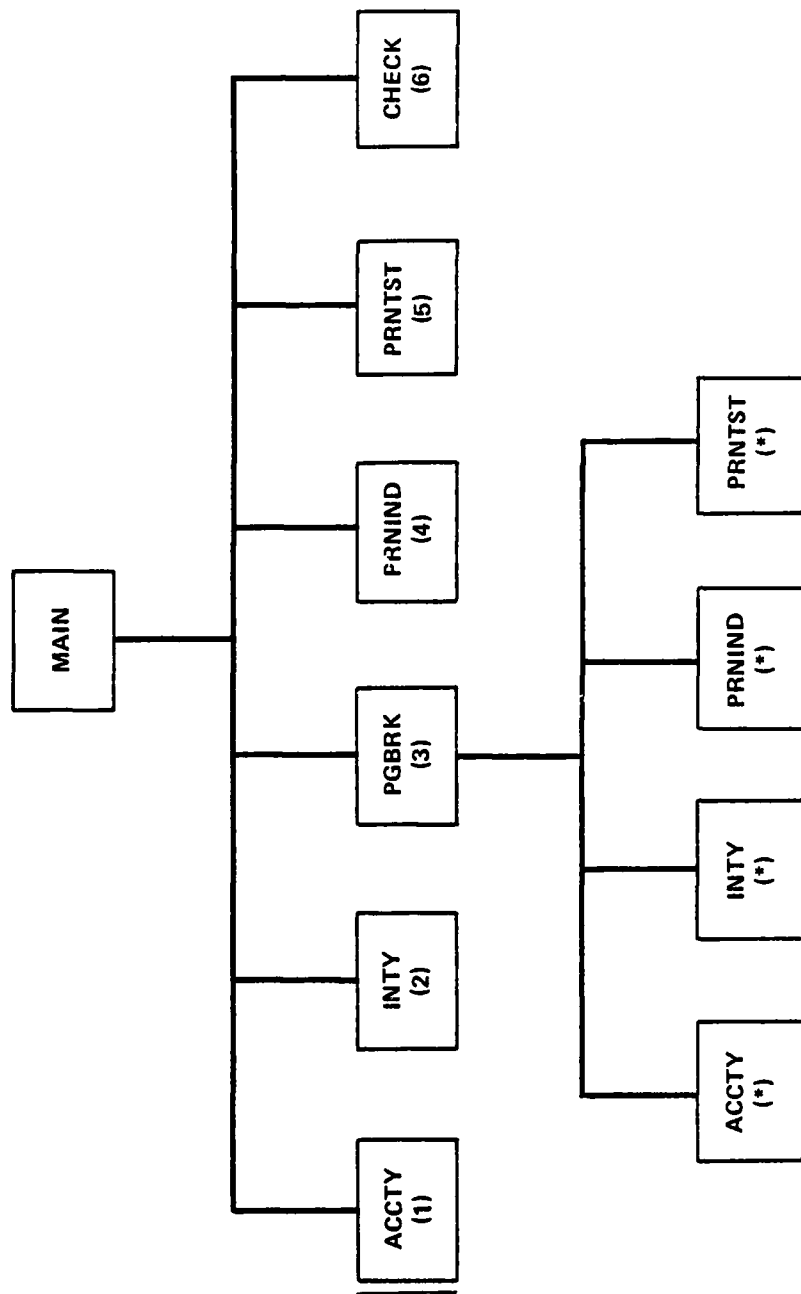 MAIN
ACCTY
(1)
INTY
(2)
PGBRK
(3)
PRNIND
(4)
PRNTST
(5)
CHECK
(6)
ACCTY
(*)
INTY
(*)
PRNIND
(*)
PRNTST
(*)